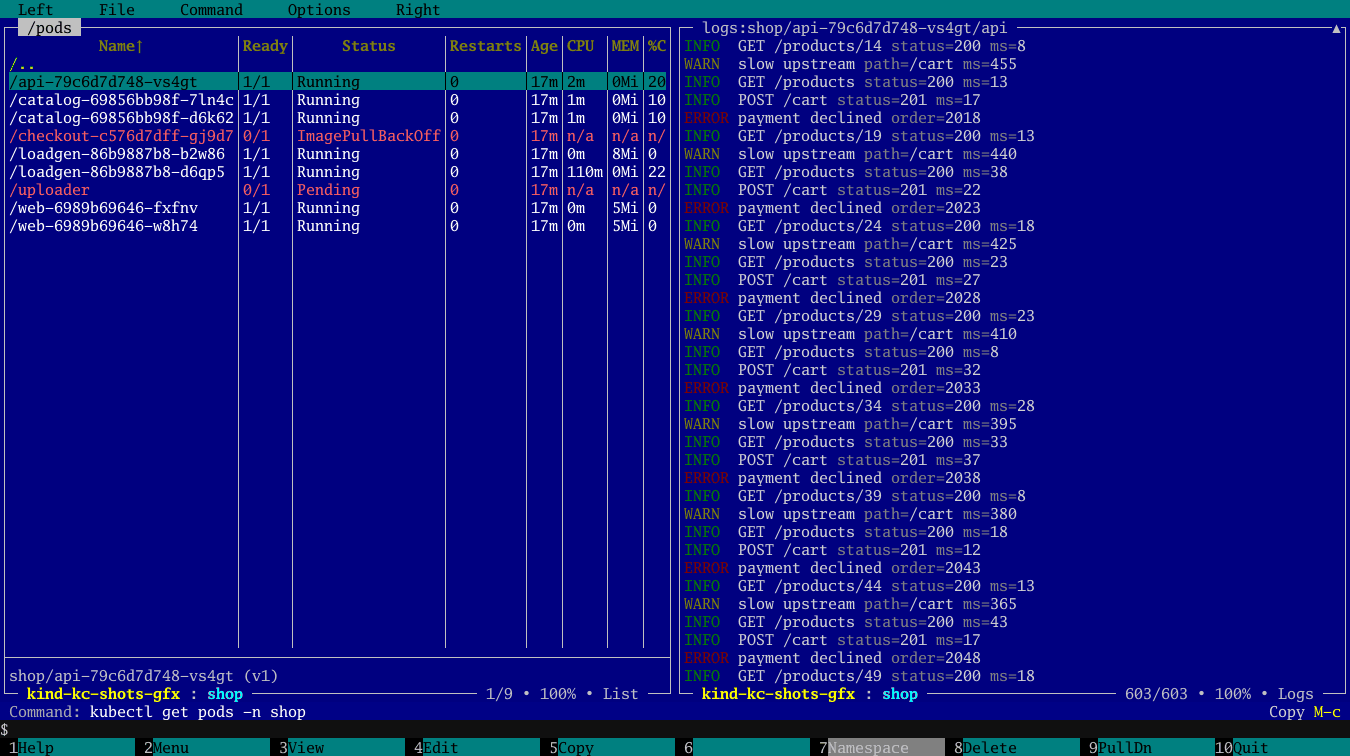 Left File Command Options Right
/pods
Name↑ Ready Status Restarts Age CPU MEM %C
/..
/api-79c6d7d748-vs4gt 1/1 Running 0 17m 2m 0Mi 20
/catalog-69856bb98f-7ln4c 1/1 Running 0 17m 1m 0Mi 10
/catalog-69856bb98f-d6k62 1/1 Running 0 17m 1m 0Mi 10
/checkout-c576d7dff-gj9d7 0/1 ImagePullBackOff 0 17m n/a n/a n/
/loadgen-86b9887b8-b2w86 1/1 Running 0 17m 0m 8Mi 0
/loadgen-86b9887b8-d6qp5 1/1 Running 0 17m 110m 0Mi 22
/uploader 0/1 Pending 0 17m n/a n/a n/
/web-6989b69646-fxfnv 1/1 Running 0 17m 0m 5Mi 0
/web-6989b69646-w8h74 1/1 Running 0 17m 0m 5Mi 0
shop/api-79c6d7d748-vs4gt (v1)
kind-kc-shots-gfx : shop 1/9 • 100% • List
logs:shop/api-79c6d7d748-vs4gt/api ▲
INFO GET /products/14 status=200 ms=8
WARN slow upstream path=/cart ms=455
INFO GET /products status=200 ms=13
INFO POST /cart status=201 ms=17
ERROR payment declined order=2018
INFO GET /products/19 status=200 ms=13
WARN slow upstream path=/cart ms=440
INFO GET /products status=200 ms=38
INFO POST /cart status=201 ms=22
ERROR payment declined order=2023
INFO GET /products/24 status=200 ms=18
WARN slow upstream path=/cart ms=425
INFO GET /products status=200 ms=23
INFO POST /cart status=201 ms=27
ERROR payment declined order=2028
INFO GET /products/29 status=200 ms=23
WARN slow upstream path=/cart ms=410
INFO GET /products status=200 ms=8
INFO POST /cart status=201 ms=32
ERROR payment declined order=2033
INFO GET /products/34 status=200 ms=28
WARN slow upstream path=/cart ms=395
INFO GET /products status=200 ms=33
INFO POST /cart status=201 ms=37
ERROR payment declined order=2038
INFO GET /products/39 status=200 ms=8
WARN slow upstream path=/cart ms=380
INFO GET /products status=200 ms=18
INFO POST /cart status=201 ms=12
ERROR payment declined order=2043
INFO GET /products/44 status=200 ms=13
WARN slow upstream path=/cart ms=365
INFO GET /products status=200 ms=43
INFO POST /cart status=201 ms=17
ERROR payment declined order=2048
INFO GET /products/49 status=200 ms=18
kind-kc-shots-gfx : shop 603/603 • 100% • Logs
Command: kubectl get pods -n shop Copy M-c
$
1Help 2Menu 3View 4Edit 5Copy 6 7Namespace 8Delete 9PullDn 10Quit